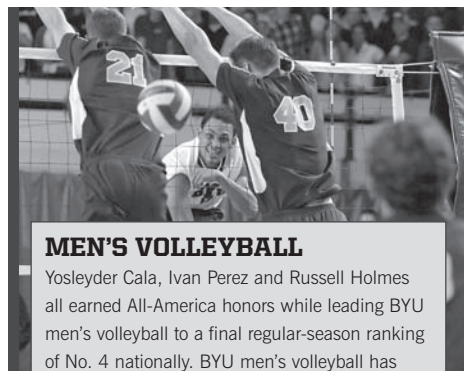 21
40
MEN'S VOLLEYBALL
Yosleyder Cala, Ivan Perez and Russell Holmes
all earned All-America honors while leading BYU
men's volleyball to a final regular-season ranking
of No. 4 nationally. BYU men's volleyball has